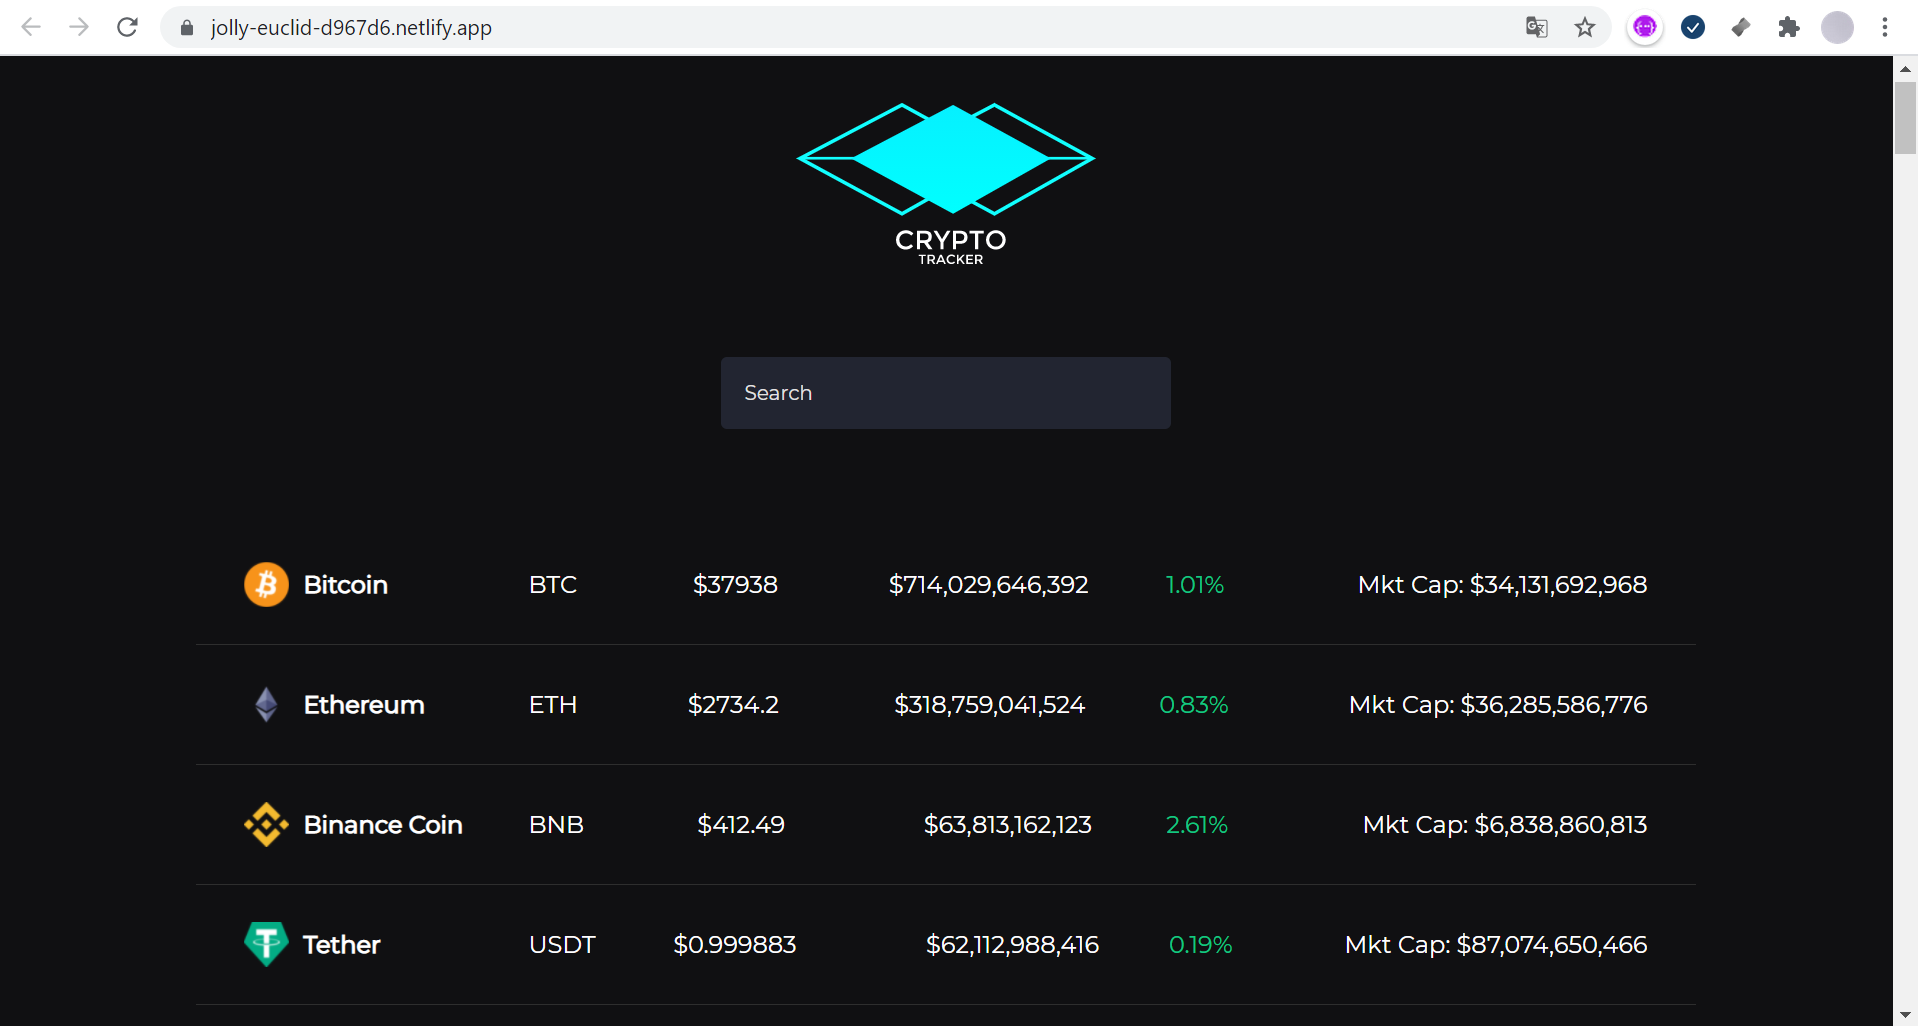 jolly-euclid-d967d6.netlify.app
CRYPTO
TRACKER
Search
Bitcoin BTC $37938 $714,029,646,392 1.01% Mkt Cap: $34,131,692,968
Ethereum ETH $2734.2 $318,759,041,524 0.83% Mkt Cap: $36,285,586,776
Binance Coin BNB $412.49 $63,813,162,123 2.61% Mkt Cap: $6,838,860,813
Tether USDT $0.999883 $62,112,988,416 0.19% Mkt Cap: $87,074,650,466